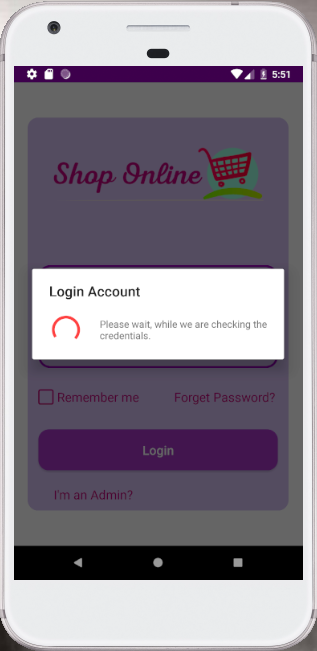 5:51
Shop Online
Login Account
Please wait, while we are checking the
credentials.
Remember me
Forget Password?
Login
I'm an Admin?